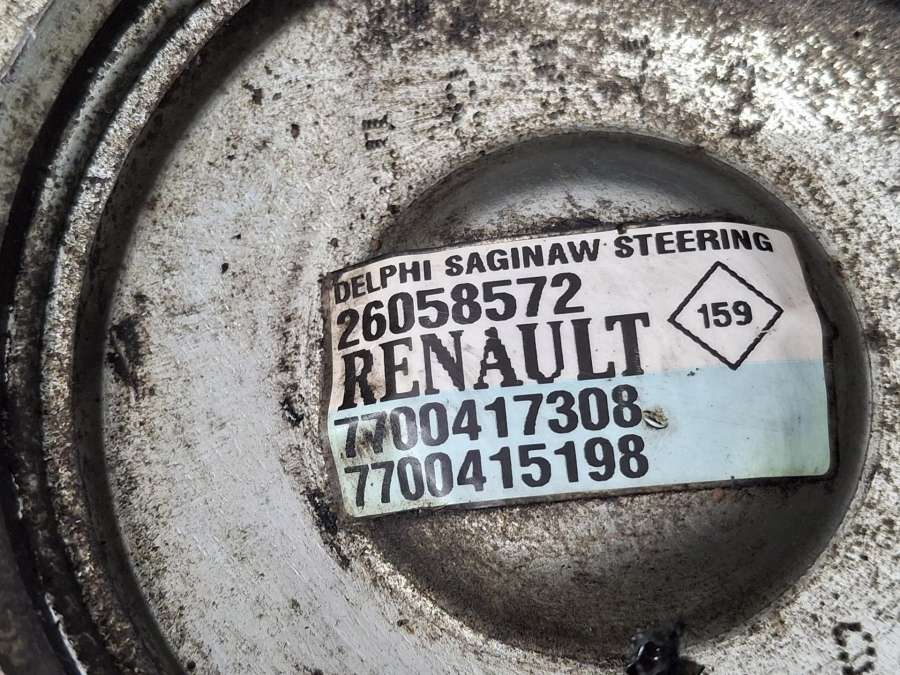 DELPHI SAGINAW STEERING
26058572
159
RENAULT
7700417308
7700415198